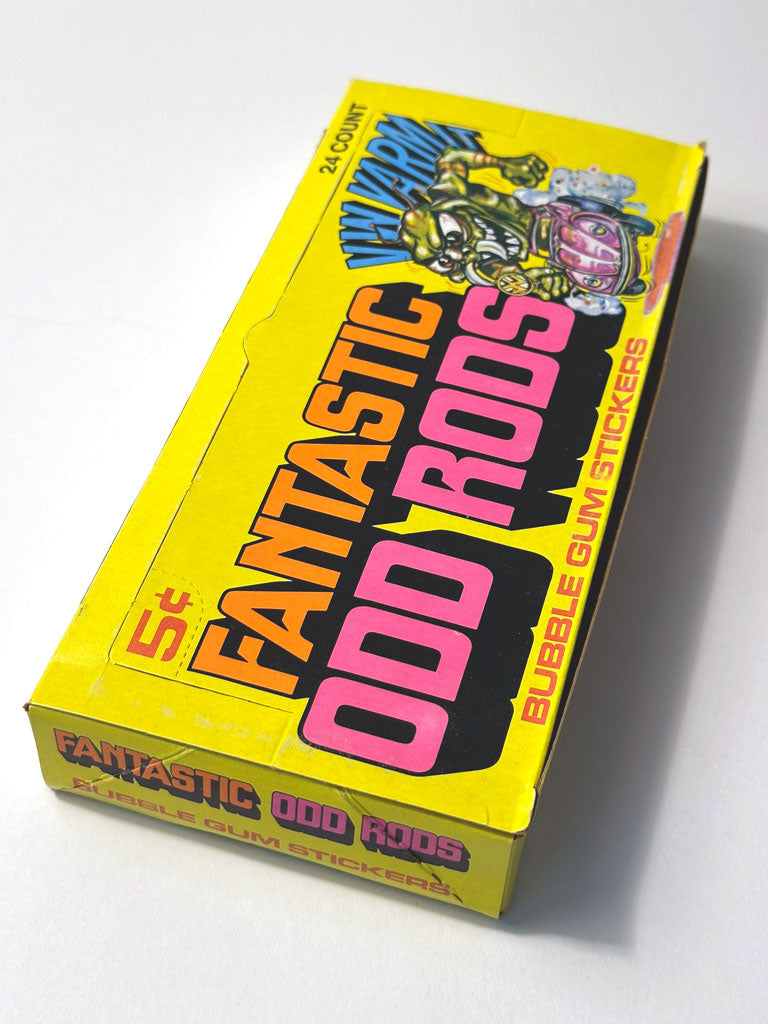 24 COUNT
VW VARMIT
FANTASTIC
ODD RODS
BUBBLE GUM STICKERS
5¢
FANTASTIC ODD RODS
BUBBLE GUM STICKERS